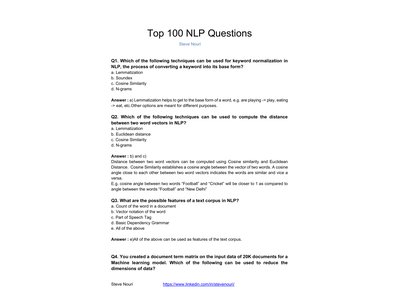 Top 100 NLP Questions
Steve Nouri
Q1. Which of the following techniques can be used for keyword normalization in
NLP, the process of converting a keyword into its base form?
a. Lemmatization
b. Soundex
c. Cosine Similarity
d. N-grams
Answer : a) Lemmatization helps to get to the base form of a word, e.g. are playing -> play, eating
-> eat, etc. Other options are meant for different purposes.
Q2. Which of the following techniques can be used to compute the distance
between two word vectors in NLP?
a. Lemmatization
b. Euclidean distance
c. Cosine Similarity
d. N-grams
Answer : b) and c)
Distance between two word vectors can be computed using Cosine similarity and Euclidean
Distance. Cosine Similarity establishes a cosine angle between the vector of two words. A cosine
angle close to each other between two word vectors indicates the words are similar and vice a
versa.
E.g. cosine angle between two words "Football" and "Cricket" will be closer to 1 as compared to
angle between the words "Football" and "New Delhi"
Q3. What are the possible features of a text corpus in NLP?
a. Count of the word in a document
b. Vector notation of the word
c. Part of Speech Tag
d. Basic Dependency Grammar
e. All of the above
Answer : e)All of the above can be used as features of the text corpus.
Q4. You created a document term matrix on the input data of 20K documents for a
Machine learning model. Which of the following can be used to reduce the
dimensions of data?
Steve Nouri https://www.linkedin.com/in/stevenouri/